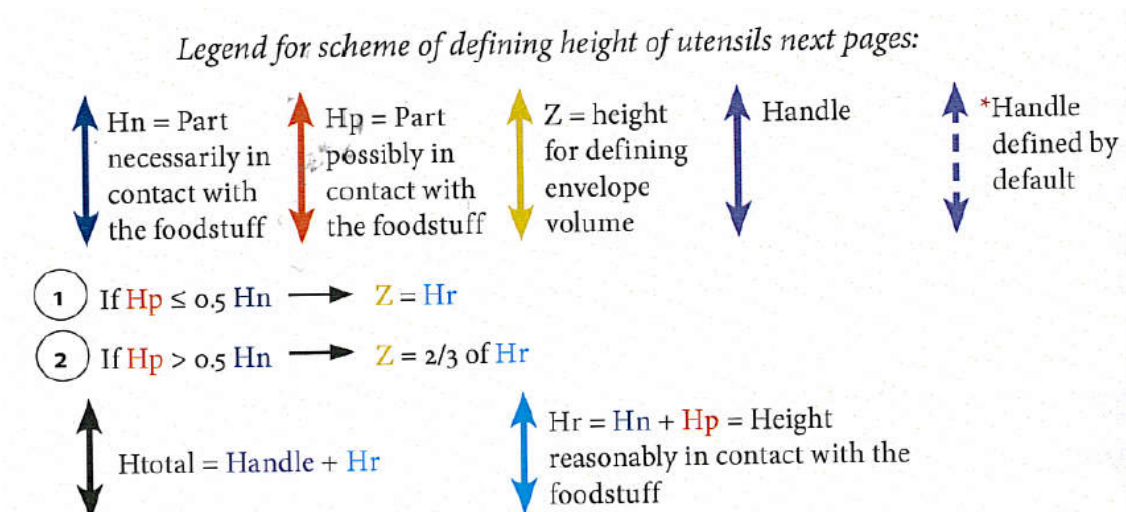 Legend for scheme of defining height of utensils next pages:
Hn = Part
necessarily in
contact with
the foodstuff
Hp = Part
possibly in
contact with
the foodstuff
Z = height
for defining
envelope
volume
Handle
*Handle
defined by
default
1 If Hp ≤ 0.5 Hn → Z = Hr
2 If Hp > 0.5 Hn → Z = 2/3 of Hr
Htotal = Handle + Hr
Hr = Hn + Hp = Height
reasonably in contact with the
foodstuff